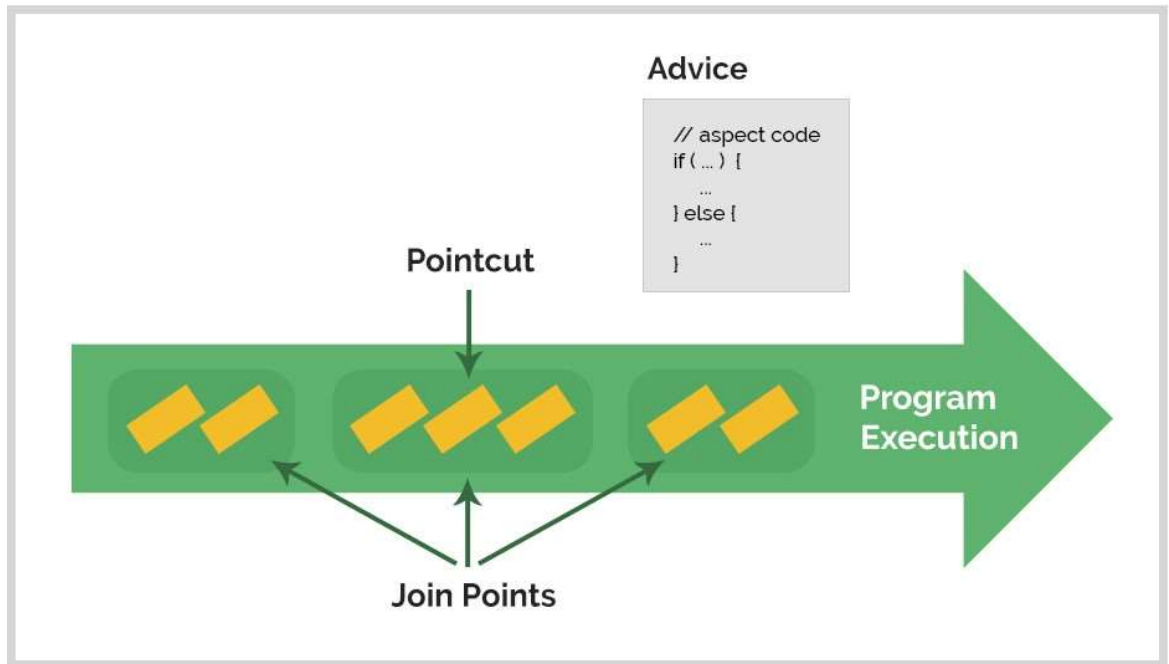 Advice
// aspect code
if ( ... ) {
...
} else {
...
}
Pointcut
Program
Execution
Join Points